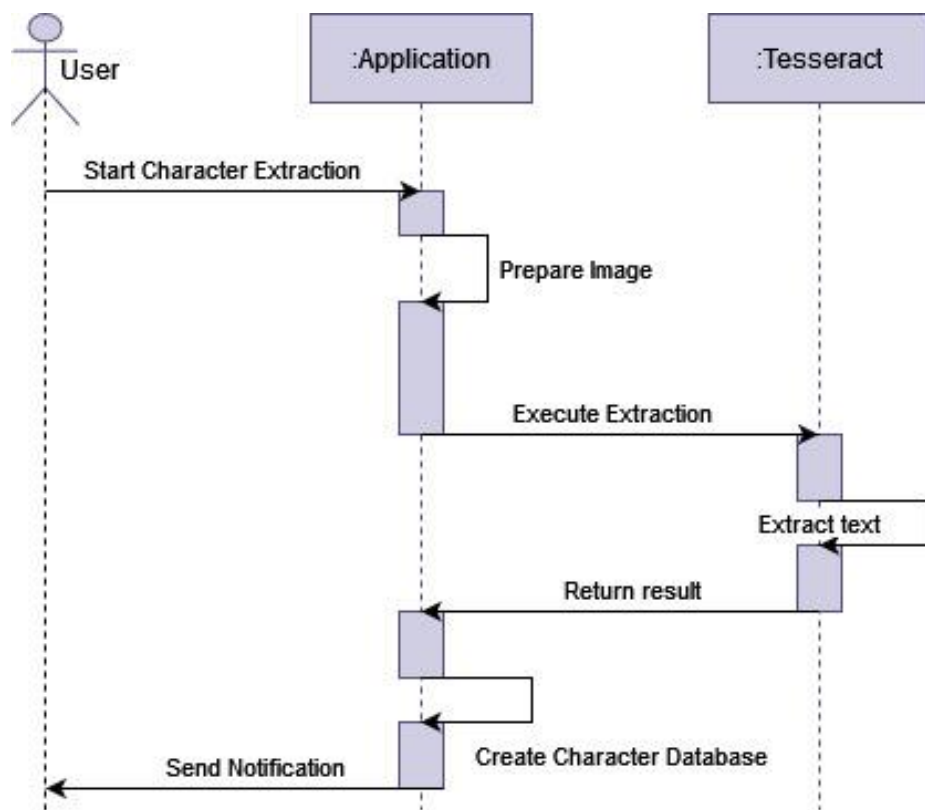 User
:Application
:Tesseract
Start Character Extraction
Prepare Image
Execute Extraction
Extract text
Return result
Create Character Database
Send Notification